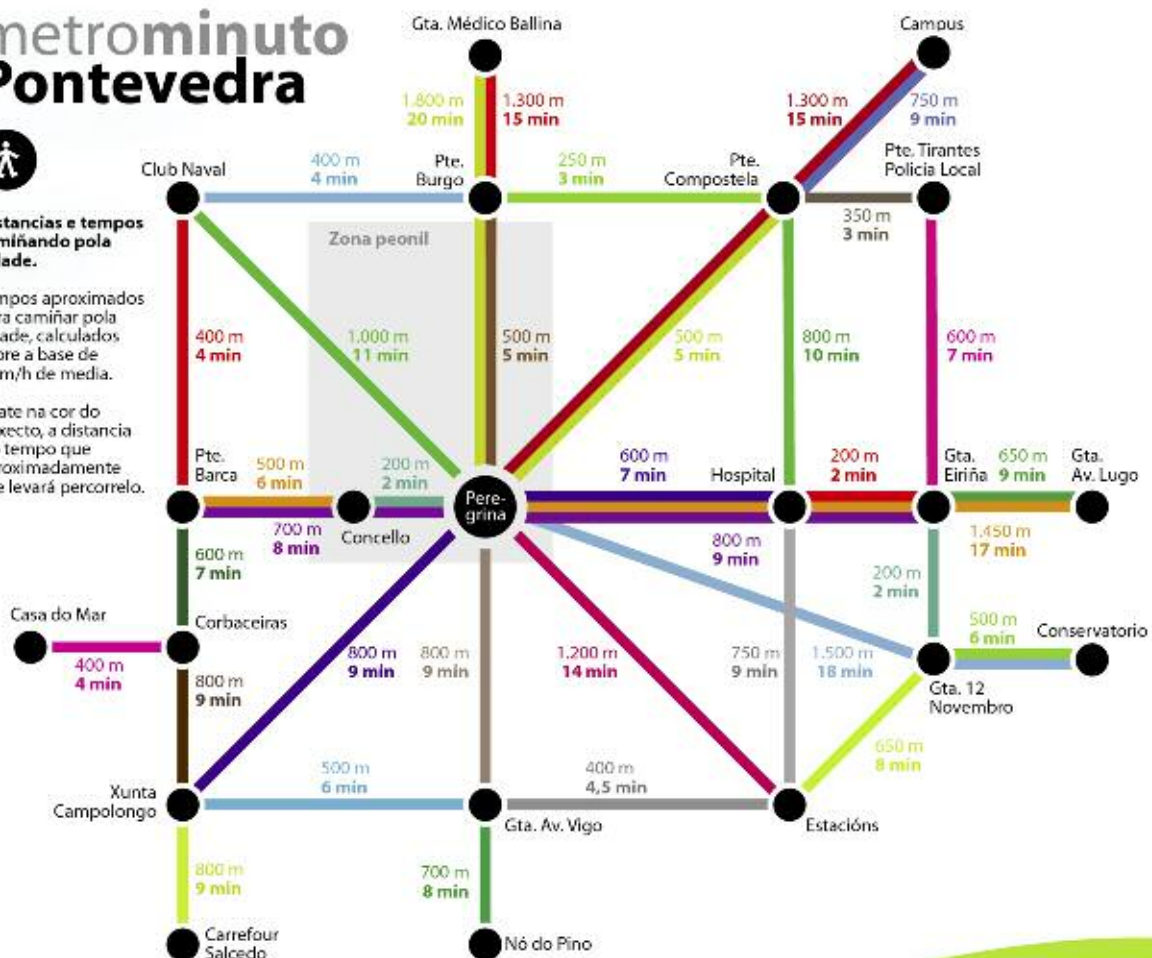 metrominuto
Pontevedra
Gta. Médico Ballina
Campus
1.800 m
20 min
1.300 m
15 min
1.300 m
15 min
750 m
9 min
Club Naval
400 m
4 min
Pte.
Burgo
250 m
3 min
Pte.
Compostela
Pte. Tirantes
Policía Local
350 m
3 min
Zona peonil
400 m
4 min
1.000 m
11 min
500 m
5 min
500 m
5 min
800 m
10 min
600 m
7 min
Pte.
Barca
500 m
6 min
200 m
2 min
Pere-
grina
600 m
7 min
Hospital
200 m
2 min
Gta.
Eiriña
650 m
9 min
Gta.
Av. Lugo
700 m
8 min
Concello
800 m
9 min
1.450 m
17 min
600 m
7 min
200 m
2 min
Casa do Mar
Corbaceiras
500 m
6 min
Conservatorio
400 m
4 min
800 m
9 min
800 m
9 min
800 m
9 min
1.200 m
14 min
750 m
9 min
1.500 m
18 min
Gta. 12
Novembro
650 m
8 min
Xunta
Campolongo
500 m
6 min
Gta. Av. Vigo
400 m
4,5 min
Estacións
800 m
9 min
700 m
8 min
Carrefour
Salcedo
Nó do Pino
stancias e tempos
miñando pola
dade.
mpos aproximados
ra camiñar pola
dade, calculados
bre a base de
m/h de media.
ate na cor do
xecto, a distancia
o tempo que
roximadamente
e levará percorrelo.